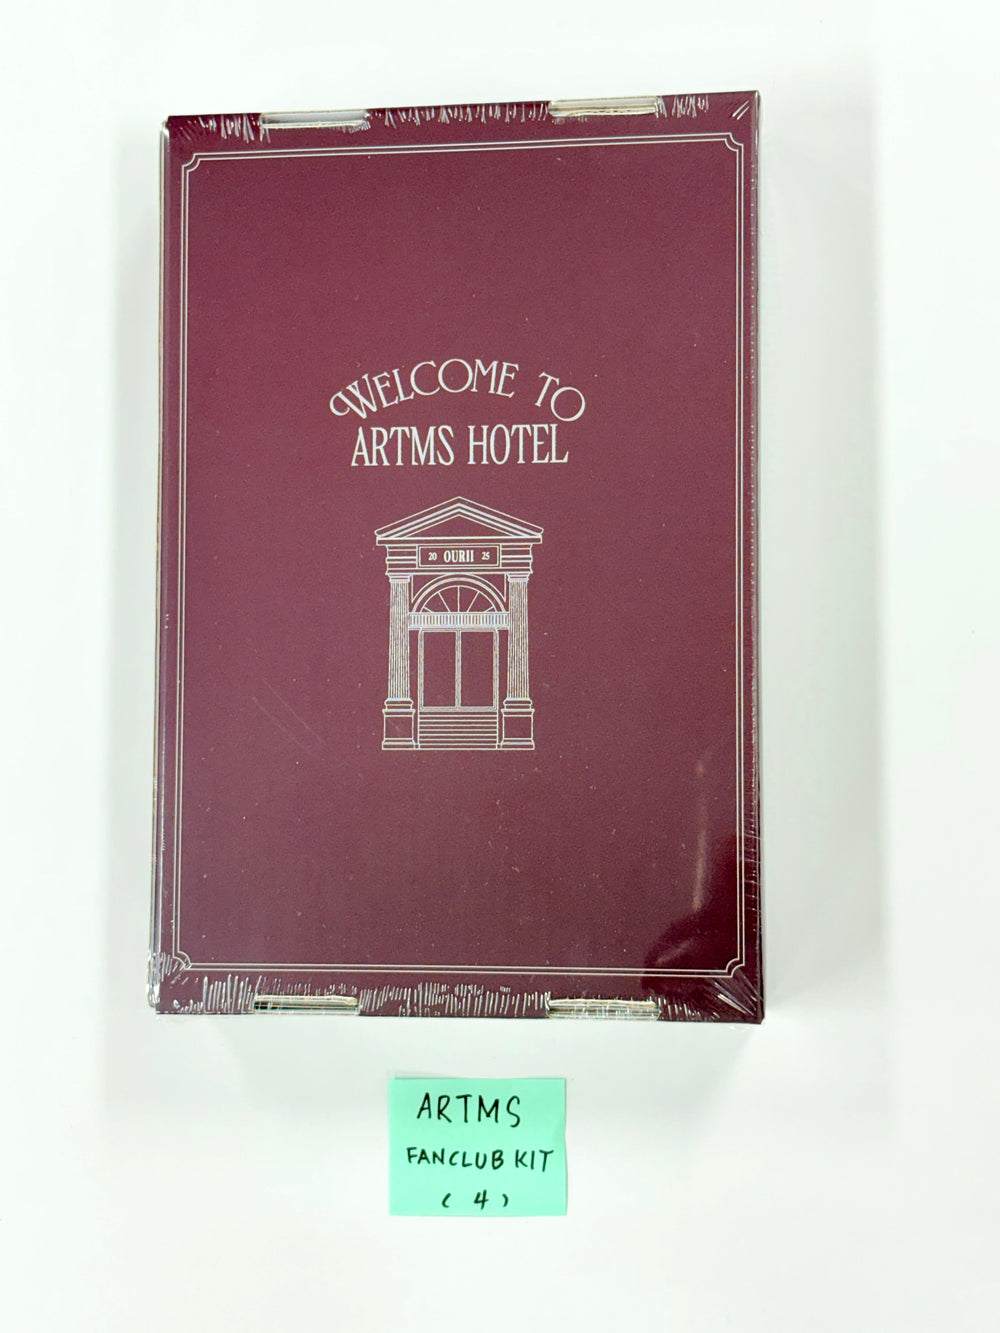 WELCOME TO
ARTMS HOTEL
20 OURII 25
ARTMS
FANCLUB KIT
(4)